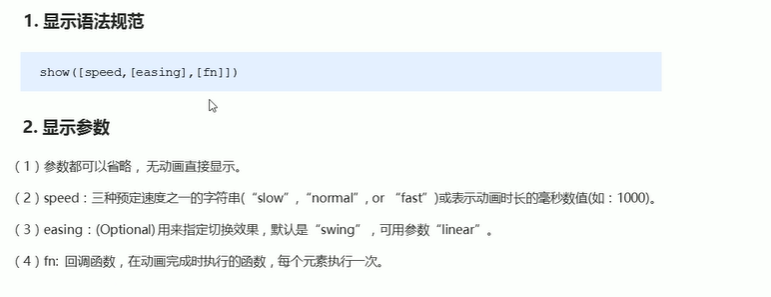 1. 显示语法规范
show([speed,[easing],[fn]])
2. 显示参数
（1）参数都可以省略， 无动画直接显示。
（2）speed：三种预定速度之一的字符串(“slow”,“normal”, or “fast”)或表示动画时长的毫秒数值(如：1000)。
（3）easing：(Optional) 用来指定切换效果，默认是“swing”，可用参数“linear”。
（4）fn: 回调函数，在动画完成时执行的函数，每个元素执行一次。